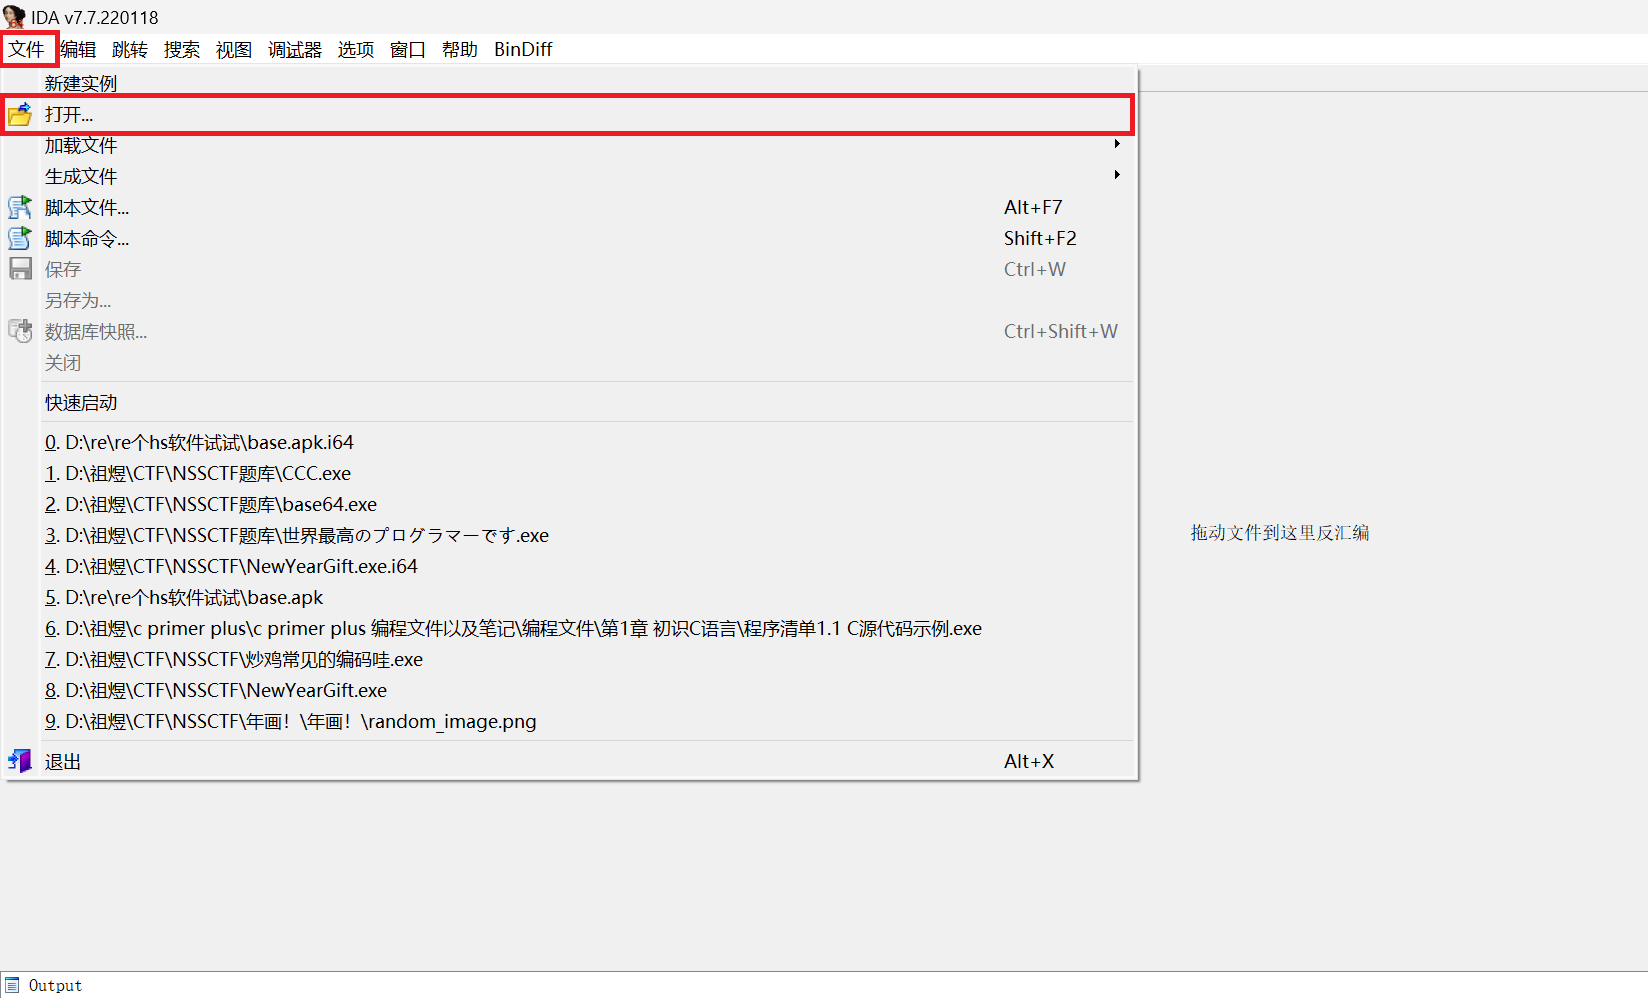 IDA v7.7.220118
文件 编辑 跳转 搜索 视图 调试器 选项 窗口 帮助 BinDiff
新建实例
打开...
加载文件
生成文件
脚本文件... Alt+F7
脚本命令... Shift+F2
保存 Ctrl+W
另存为...
数据库快照... Ctrl+Shift+W
关闭
快速启动
0. D:\re\re个hs软件试试\base.apk.i64
1. D:\祖煜\CTF\NSSCTF题库\CCC.exe
2. D:\祖煜\CTF\NSSCTF题库\base64.exe
3. D:\祖煜\CTF\NSSCTF题库\世界最高のプログラマーです.exe
4. D:\祖煜\CTF\NSSCTF\NewYearGift.exe.i64
5. D:\re\re个hs软件试试\base.apk
6. D:\祖煜\c primer plus\c primer plus 编程文件以及笔记\编程文件\第1章 初识C语言\程序清单1.1 C源代码示例.exe
7. D:\祖煜\CTF\NSSCTF\炒鸡常见的编码哇.exe
8. D:\祖煜\CTF\NSSCTF\NewYearGift.exe
9. D:\祖煜\CTF\NSSCTF\年画！\年画！\random_image.png
退出 Alt+X
拖动文件到这里反汇编
Output